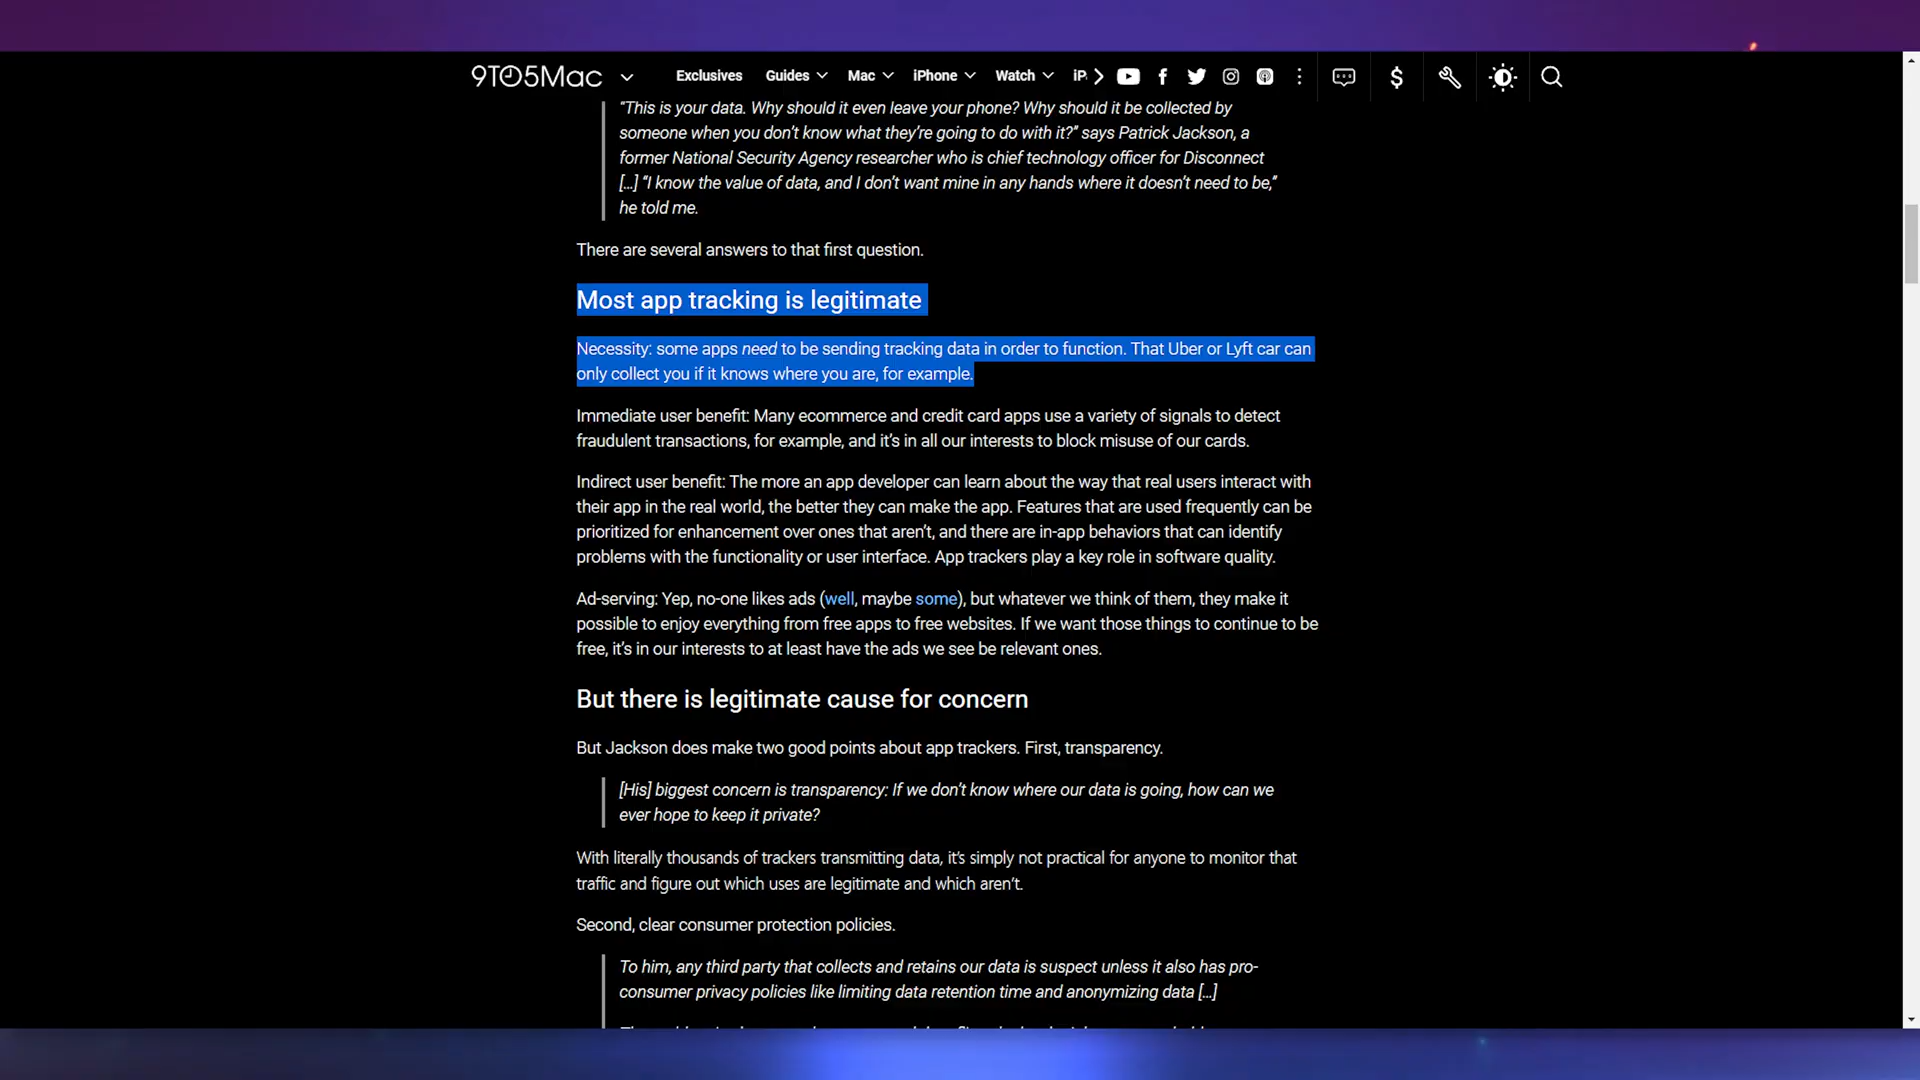 9TO5Mac Exclusives Guides Mac iPhone Watch iP
“This is your data. Why should it even leave your phone? Why should it be collected by
someone when you don’t know what they’re going to do with it?” says Patrick Jackson, a
former National Security Agency researcher who is chief technology officer for Disconnect
[…] “I know the value of data, and I don’t want mine in any hands where it doesn’t need to be,”
he told me.
There are several answers to that first question.
Most app tracking is legitimate
Necessity: some apps need to be sending tracking data in order to function. That Uber or Lyft car can
only collect you if it knows where you are, for example.
Immediate user benefit: Many ecommerce and credit card apps use a variety of signals to detect
fraudulent transactions, for example, and it’s in all our interests to block misuse of our cards.
Indirect user benefit: The more an app developer can learn about the way that real users interact with
their app in the real world, the better they can make the app. Features that are used frequently can be
prioritized for enhancement over ones that aren’t, and there are in-app behaviors that can identify
problems with the functionality or user interface. App trackers play a key role in software quality.
Ad-serving: Yep, no-one likes ads (well, maybe some), but whatever we think of them, they make it
possible to enjoy everything from free apps to free websites. If we want those things to continue to be
free, it’s in our interests to at least have the ads we see be relevant ones.
But there is legitimate cause for concern
But Jackson does make two good points about app trackers. First, transparency.
[His] biggest concern is transparency: If we don’t know where our data is going, how can we
ever hope to keep it private?
With literally thousands of trackers transmitting data, it’s simply not practical for anyone to monitor that
traffic and figure out which uses are legitimate and which aren’t.
Second, clear consumer protection policies.
To him, any third party that collects and retains our data is suspect unless it also has pro-
consumer privacy policies like limiting data retention time and anonymizing data […]